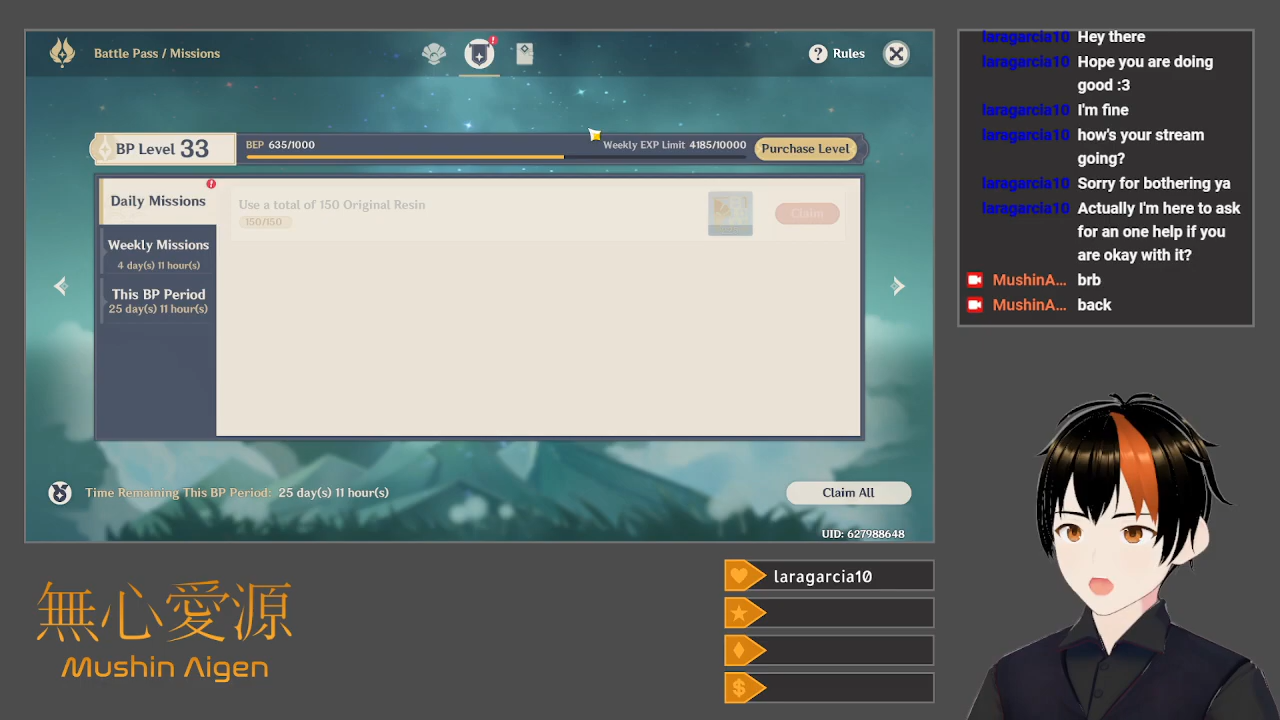 Battle Pass / Missions
? Rules
BP Level 33
BEP 635/1000
Weekly EXP Limit 4185/10000
Purchase Level
Daily Missions
Use a total of 150 Original Resin
150/150
Claim
Weekly Missions
4 day(s) 11 hour(s)
This BP Period
25 day(s) 11 hour(s)
Time Remaining This BP Period: 25 day(s) 11 hour(s)
Claim All
UID: 627988648
laragarcia10 Hey there
laragarcia10 Hope you are doing
good :3
laragarcia10 I'm fine
laragarcia10 how's your stream
going?
laragarcia10 Sorry for bothering ya
laragarcia10 Actually I'm here to ask
for an one help if you
are okay with it?
MushinA... brb
MushinA... back
無心愛源
Mushin Aigen
laragarcia10
$